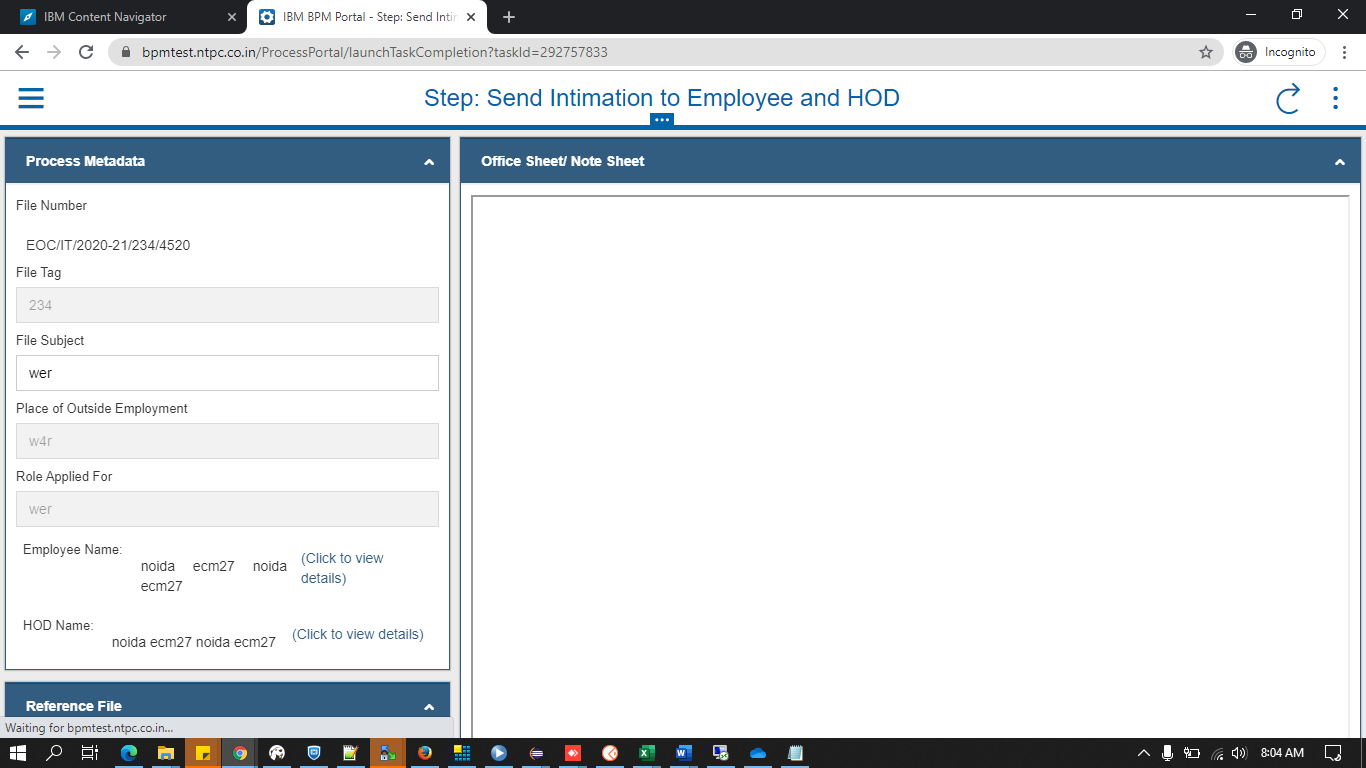 IBM Content Navigator
IBM BPM Portal - Step: Send Intin
bpmtest.ntpc.co.in/ProcessPortal/launchTaskCompletion?taskId=292757833
Incognito
Step: Send Intimation to Employee and HOD
Process Metadata
File Number
EOC/IT/2020-21/234/4520
File Tag
234
File Subject
wer
Place of Outside Employment
w4r
Role Applied For
wer
Employee Name:
noida ecm27 noida
ecm27
(Click to view
details)
HOD Name:
noida ecm27 noida ecm27
(Click to view details)
Reference File
Office Sheet/ Note Sheet
Waiting for bpmtest.ntpc.co.in...
8:04 AM